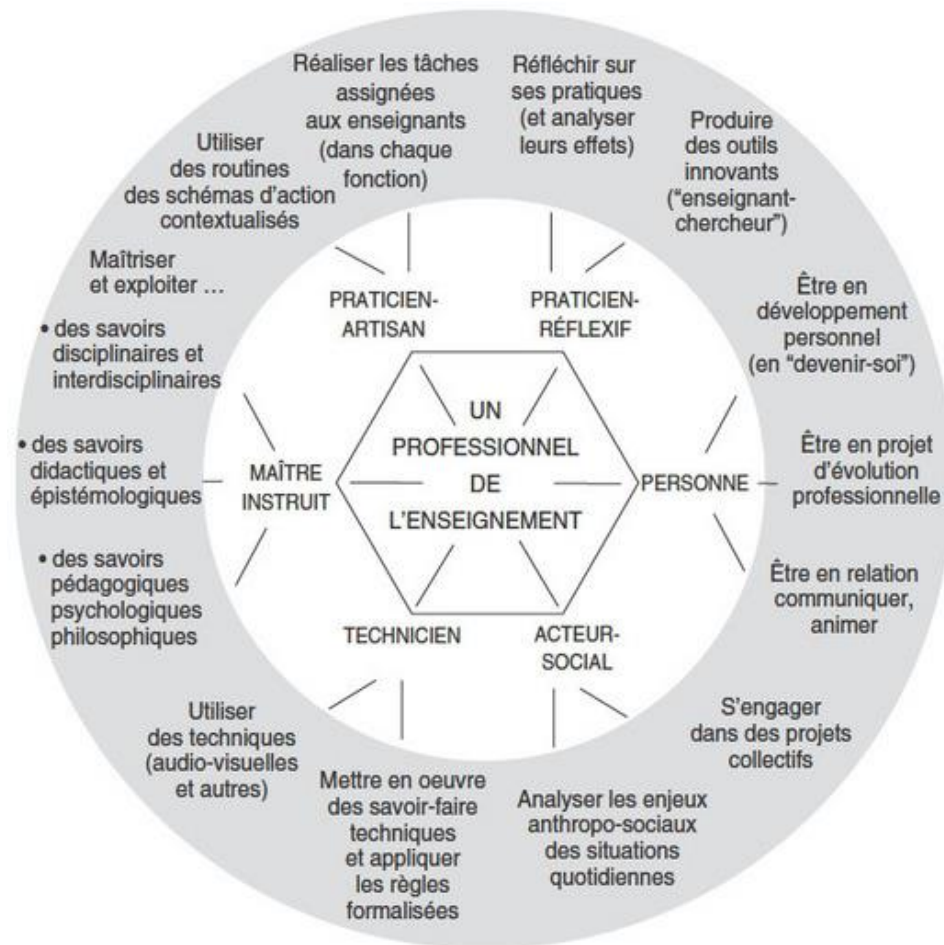 Réaliser les tâches
assignées
aux enseignants
(dans chaque
fonction)
Réfléchir sur
ses pratiques
(et analyser
leurs effets)
Produire
des outils
innovants
(“enseignant-
chercheur”)
Utiliser
des routines
des schémas d’action
contextualisés
Maîtriser
et exploiter ...
• des savoirs
disciplinaires et
interdisciplinaires
• des savoirs
didactiques et
épistémologiques
• des savoirs
pédagogiques
psychologiques
philosophiques
PRATICIEN-
ARTISAN
PRATICIEN-
RÉFLEXIF
Être en
développement
personnel
(en “devenir-soi”)
UN
PROFESSIONNEL
DE
L’ENSEIGNEMENT
MAÎTRE
INSTRUIT
PERSONNE
Être en projet
d’évolution
professionnelle
Être en relation
communiquer,
animer
TECHNICIEN
ACTEUR-
SOCIAL
Utiliser
des techniques
(audio-visuelles
et autres)
Mettre en oeuvre
des savoir-faire
techniques
et appliquer
les règles
formalisées
Analyser les enjeux
anthropo-sociaux
des situations
quotidiennes
S’engager
dans des projets
collectifs